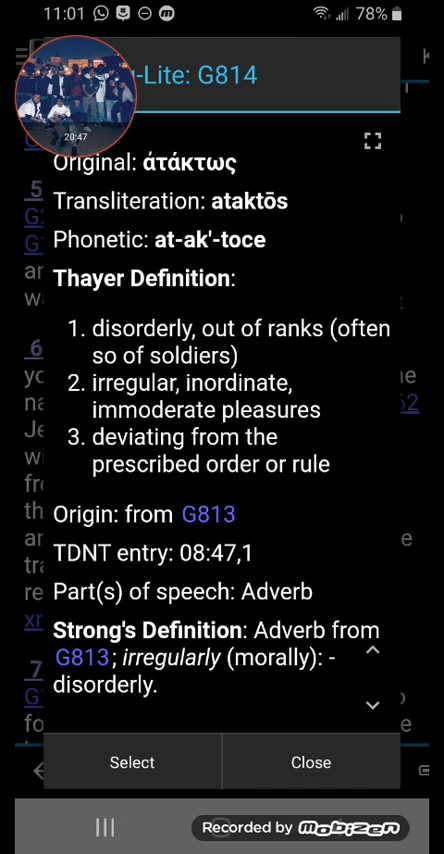 11:01 78%
-Lite: G814
20:47
Original: ἀτάκτως
Transliteration: ataktōs
Phonetic: at-ak'-toce
Thayer Definition:
1. disorderly, out of ranks (often
so of soldiers)
2. irregular, inordinate,
immoderate pleasures
3. deviating from the
prescribed order or rule
Origin: from G813
TDNT entry: 08:47,1
Part(s) of speech: Adverb
Strong's Definition: Adverb from
G813; irregularly (morally): -
disorderly.
Select Close
Recorded by Mobizen